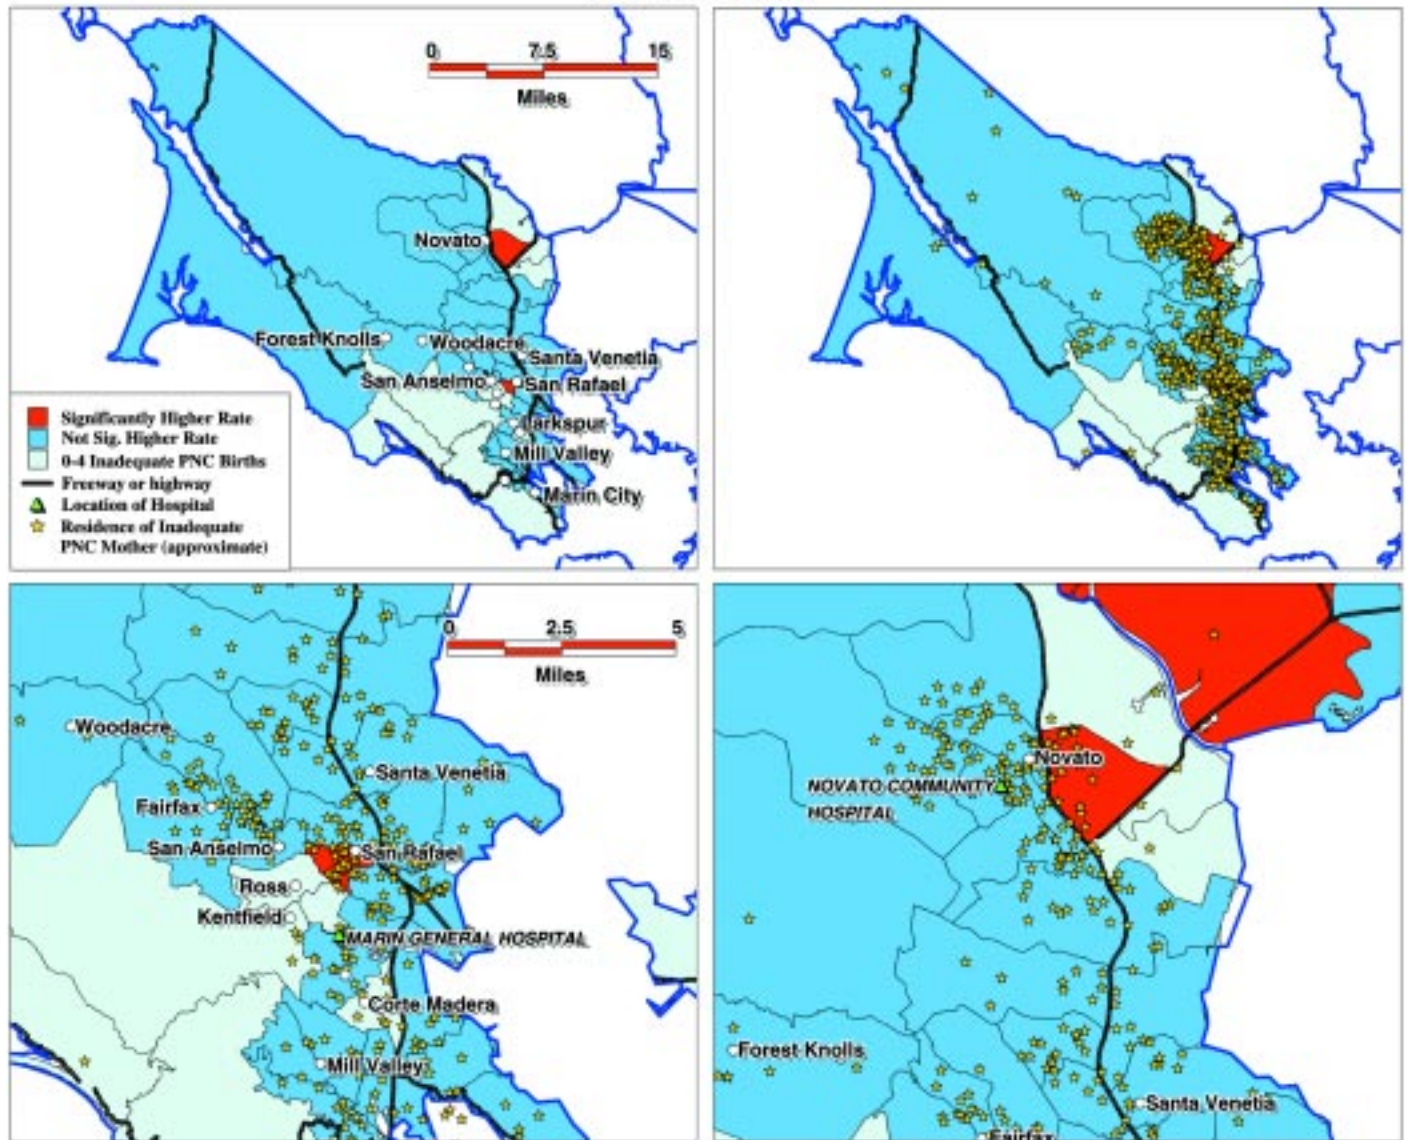 0 7.5 15
Miles
Novato
Forest Knolls
Woodacre
Santa Venetia
San Anselmo
San Rafael
Larkspur
Mill Valley
Marin City
Significantly Higher Rate
Not Sig. Higher Rate
0-4 Inadequate PNC Births
Freeway or highway
Location of Hospital
Residence of Inadequate
PNC Mother (approximate)
0 2.5 5
Miles
Woodacre
Santa Venetia
Fairfax
San Anselmo
San Rafael
Ross
Kentfield
MARIN GENERAL HOSPITAL
Corte Madera
Mill Valley
Novato
NOVATO COMMUNITY
HOSPITAL
Forest Knolls
Santa Venetia
Fairfax